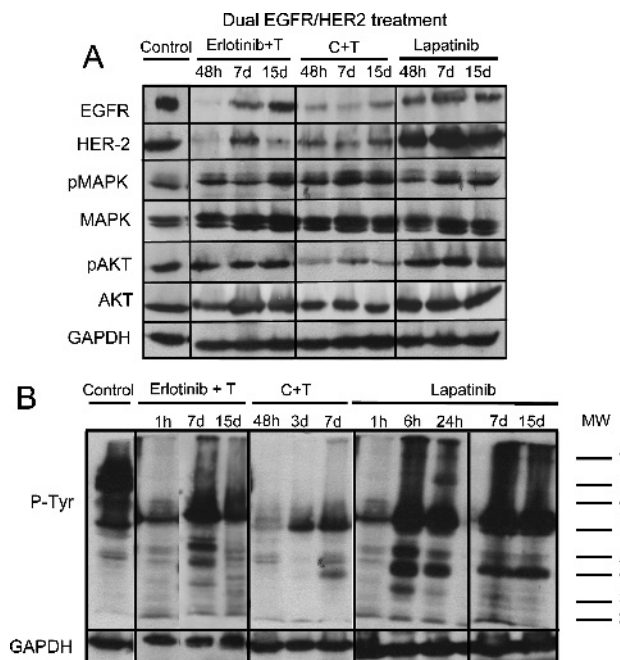 Dual EGFR/HER2 treatment
A Control Erlotinib+T C+T Lapatinib
48h 7d 15d 48h 7d 15d 48h 7d 15d
EGFR
HER-2
pMAPK
MAPK
pAKT
AKT
GAPDH
B Control Erlotinib + T C+T Lapatinib
1h 7d 15d 48h 3d 7d 1h 6h 24h 7d 15d MW
P-Tyr
GAPDH